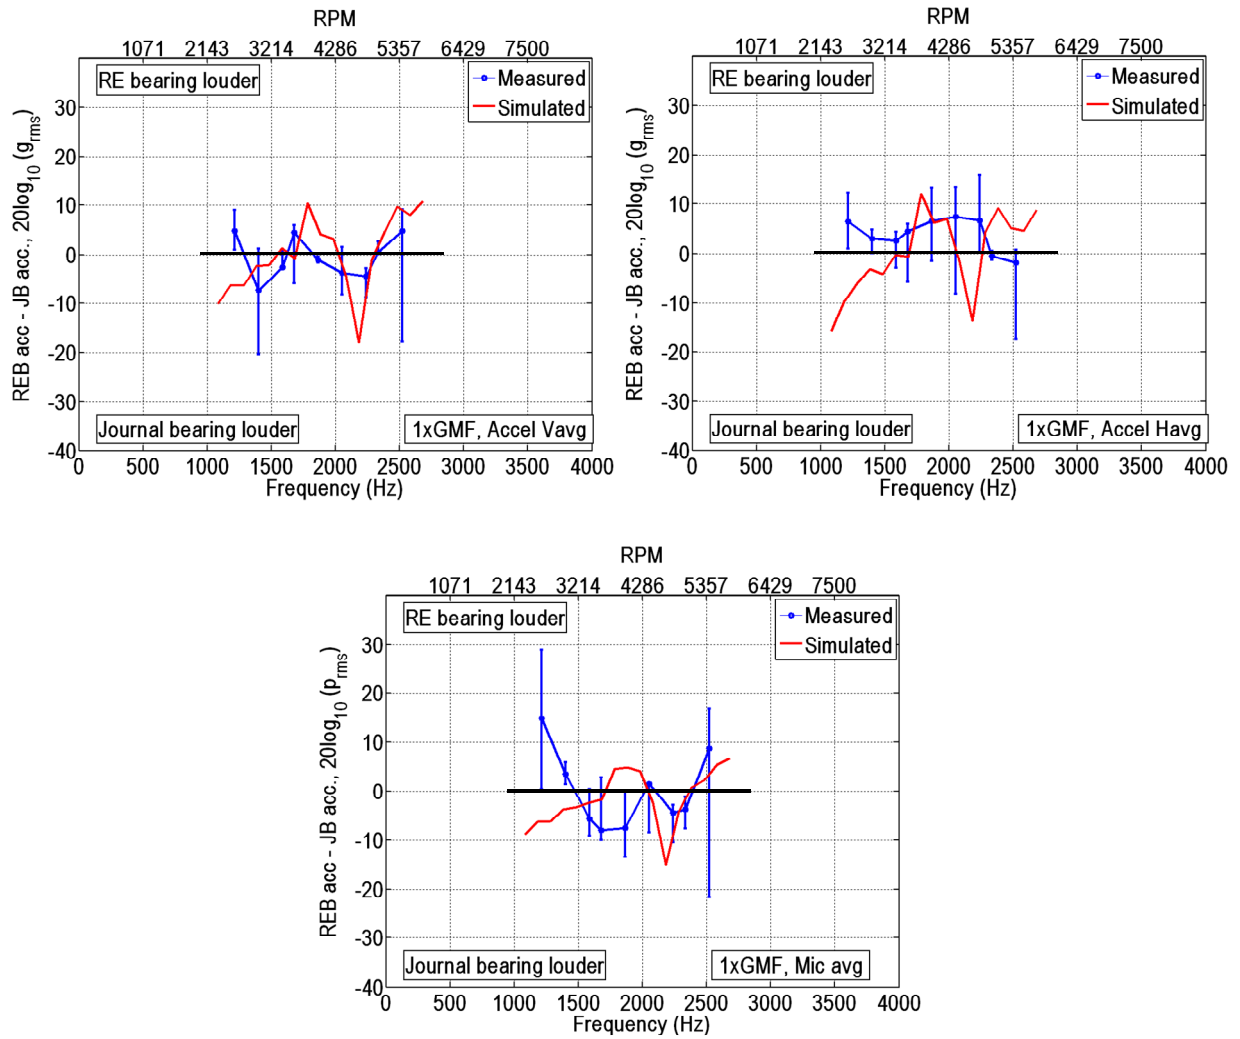 RPM
1071 2143 3214 4286 5357 6429 7500
RE bearing louder
Measured
Simulated
REB acc - JB acc., 20log10 (grms)
30
20
10
0
-10
-20
-30
-40
Journal bearing louder
1xGMF, Accel Vavg
0 500 1000 1500 2000 2500 3000 3500 4000
Frequency (Hz)
RPM
1071 2143 3214 4286 5357 6429 7500
RE bearing louder
Measured
Simulated
REB acc - JB acc., 20log10 (grms)
30
20
10
0
-10
-20
-30
-40
Journal bearing louder
1xGMF, Accel Havg
0 500 1000 1500 2000 2500 3000 3500 4000
Frequency (Hz)
RPM
1071 2143 3214 4286 5357 6429 7500
RE bearing louder
Measured
Simulated
REB acc - JB acc., 20log10 (prms)
30
20
10
0
-10
-20
-30
-40
Journal bearing louder
1xGMF, Mic avg
0 500 1000 1500 2000 2500 3000 3500 4000
Frequency (Hz)